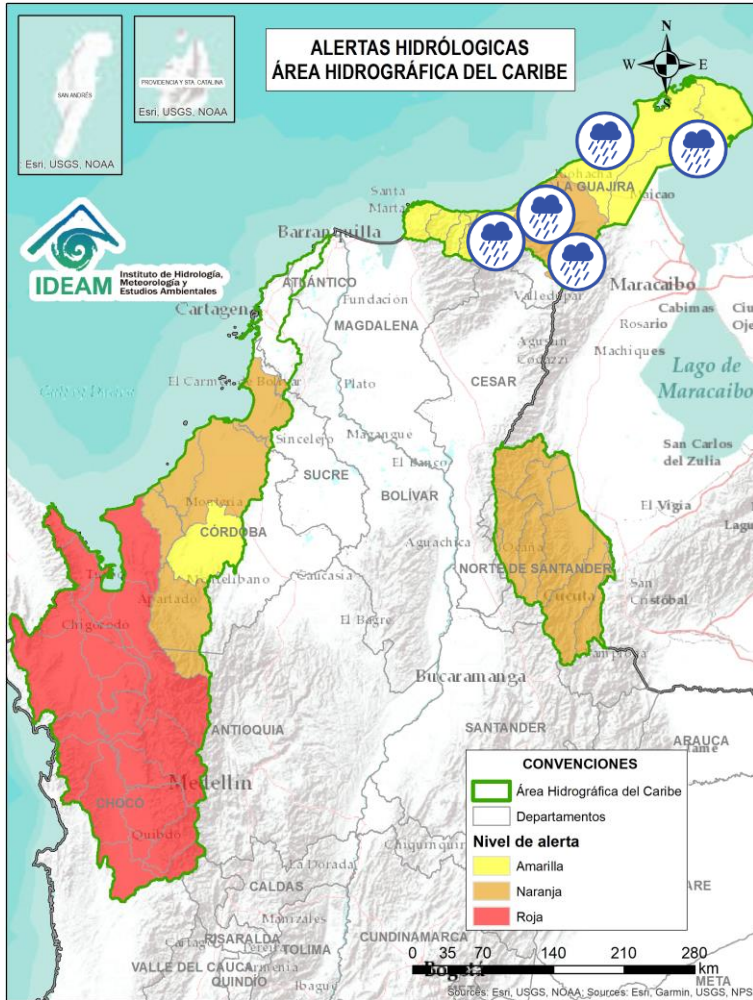 ALERTAS HIDRÓLOGICAS
ÁREA HIDROGRÁFICA DEL CARIBE
N
W
E
S
SAN ANDRÉS
Esri, USGS, NOAA
PROVIDENCIA Y STA. CATALINA
Esri, USGS, NOAA
LA GUAJIRA
Maicao
Santa
Marta
Barranquilla
IDEAM
Instituto de Hidrología,
Meteorología y
Estudios Ambientales
ATLÁNTICO
Cartagena
Fundación
MAGDALENA
Valledupar
Maracaibo
Cabimas
Rosario
Machiques
Agustín
Codazzi
CESAR
Lago de
Maracaibo
El Carmen de Bolívar
Plato
Sincelejo
Magangué
SUCRE
El Banco
BOLÍVAR
San Carlos
del Zulia
Montería
El Vigía
CÓRDOBA
Aguachica
Ocaña
NORTE DE SANTANDER
Montelíbano
Caucasia
San
Cristóbal
Cúcuta
Apartadó
Chigorodó
El Bagre
Pamplona
Bucaramanga
ANTIOQUIA
SANTANDER
ARAUCA
Medellín
CHOCÓ
Quibdó
La Dorada
Chiquinquirá
CALDAS
Manizales
RISARALDA
TOLIMA
CUNDINAMARCA
VALLE DEL CAUCA
Armenia
QUINDÍO
Ibagué
Bogotá
META
CONVENCIONES
Área Hidrográfica del Caribe
Departamentos
Nivel de alerta
Amarilla
Naranja
Roja
0 35 70 140 210 280
km
Sources: Esri, USGS, NOAA; Sources: Esri, Garmin, USGS, NPS